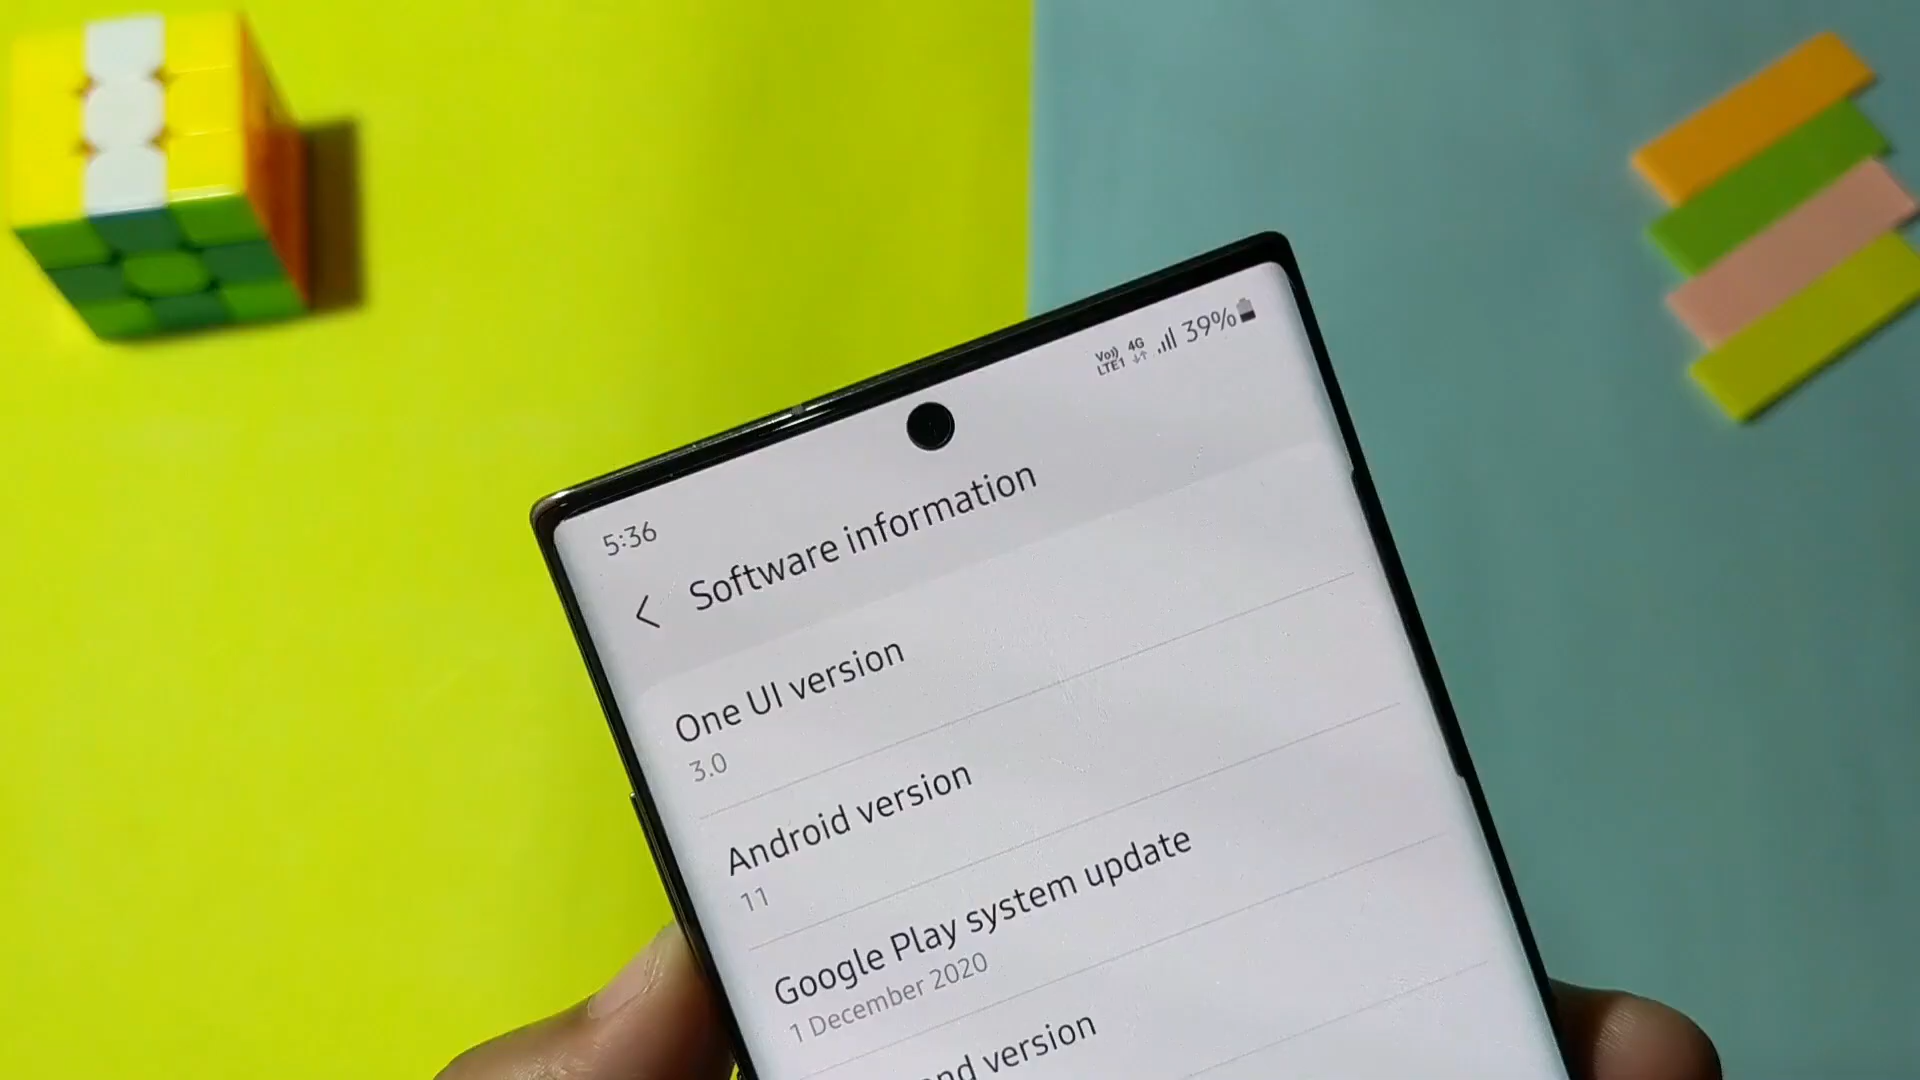 5:36
Vo)) LTE1 4G 39%
Software information
One UI version
3.0
Android version
11
Google Play system update
1 December 2020
version